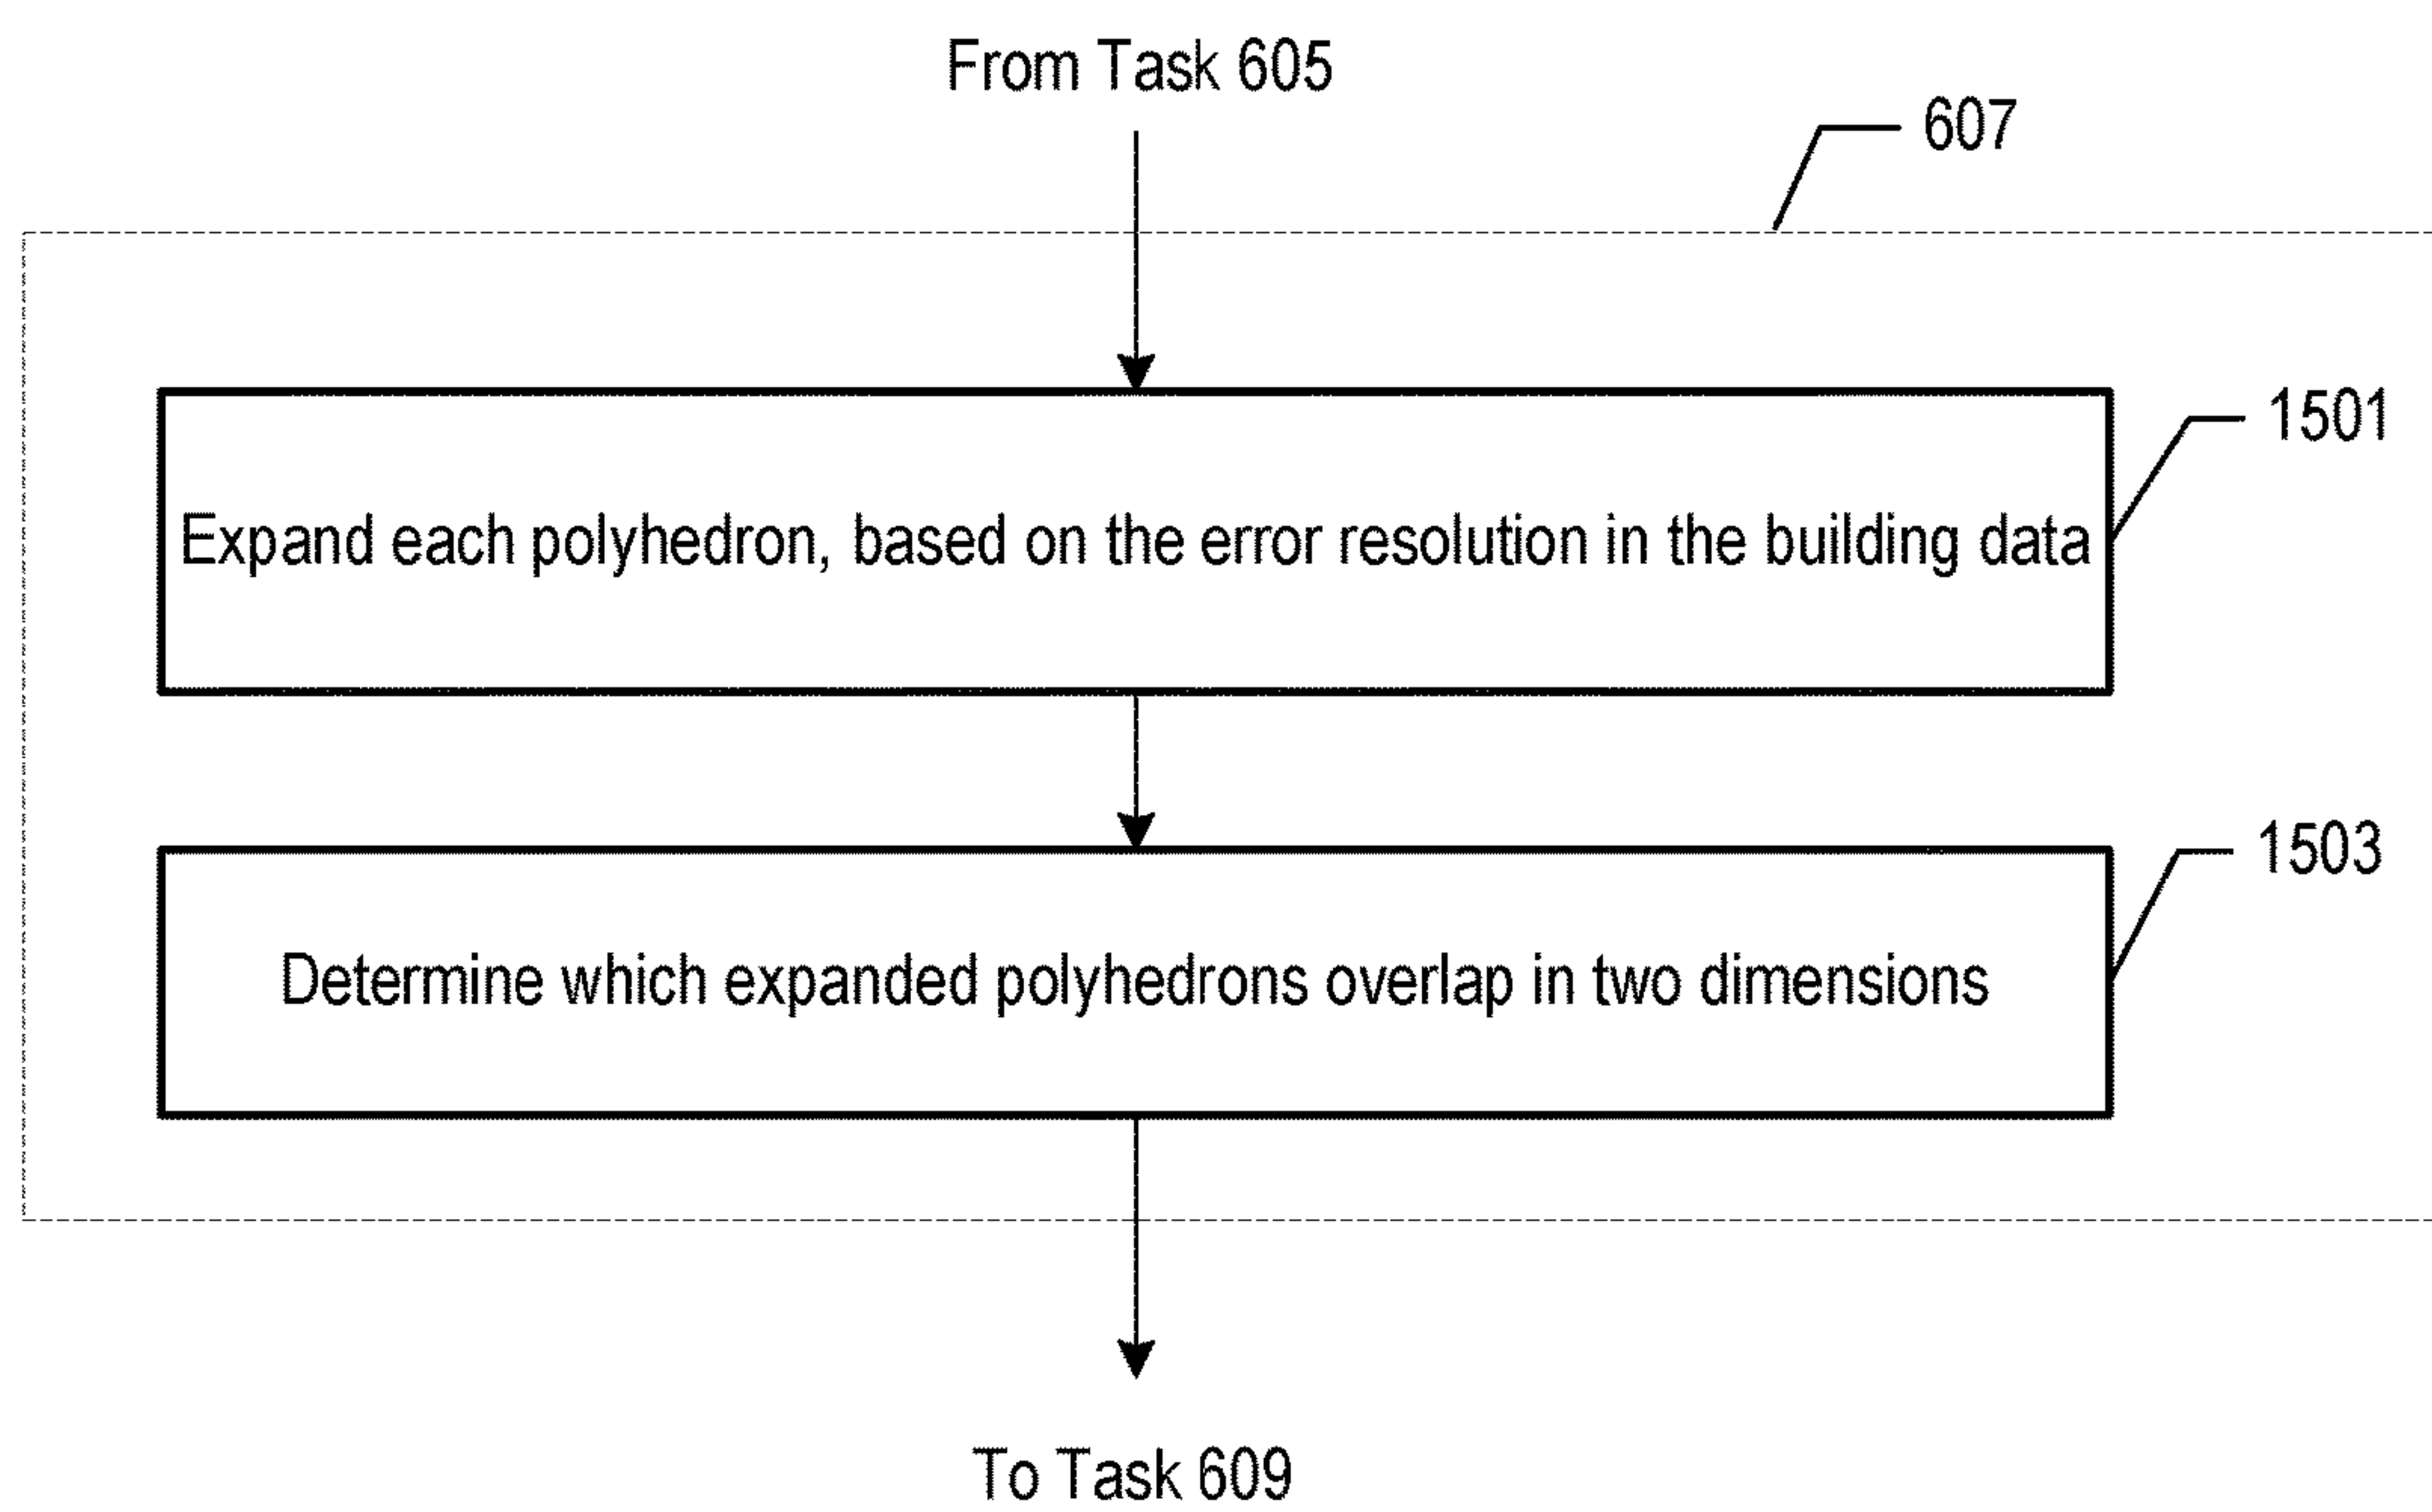 From Task 605
607
1501
Expand each polyhedron, based on the error resolution in the building data
1503
Determine which expanded polyhedrons overlap in two dimensions
To Task 609